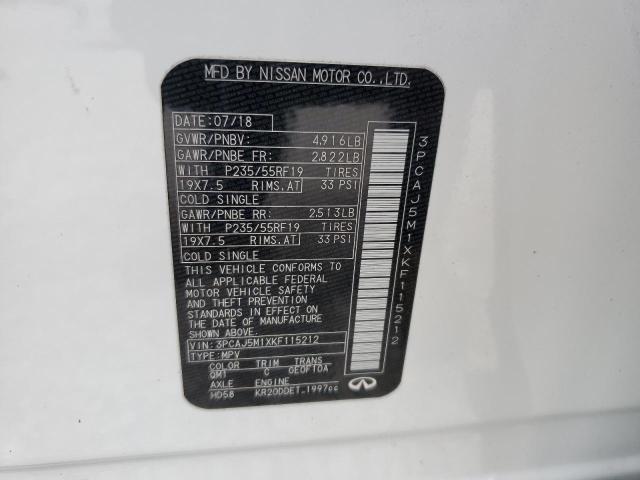 MFD BY NISSAN MOTOR CO.,LTD.
DATE:07/18
GVWR/PNBV: 4,916LB
GAWR/PNBE FR: 2,822LB
WITH P235/55RF19 TIRES
19X7.5 RIMS.AT 33 PSI
COLD SINGLE
GAWR/PNBE RR: 2,513LB
WITH P235/55RF19 TIRES
19X7.5 RIMS.AT 33 PSI
COLD SINGLE
THIS VEHICLE CONFORMS TO
ALL APPLICABLE FEDERAL
MOTOR VEHICLE SAFETY
AND THEFT PREVENTION
STANDARDS IN EFFECT ON
THE DATE OF MANUFACTURE
SHOWN ABOVE.
VIN: 3PCAJ5M1XKF115212
TYPE:MPV
COLOR TRIM TRANS
QM1 C GE0F10A
AXLE ENGINE
HD58 KR20DDET 1997cc
3PCAJ5M1XKF115212